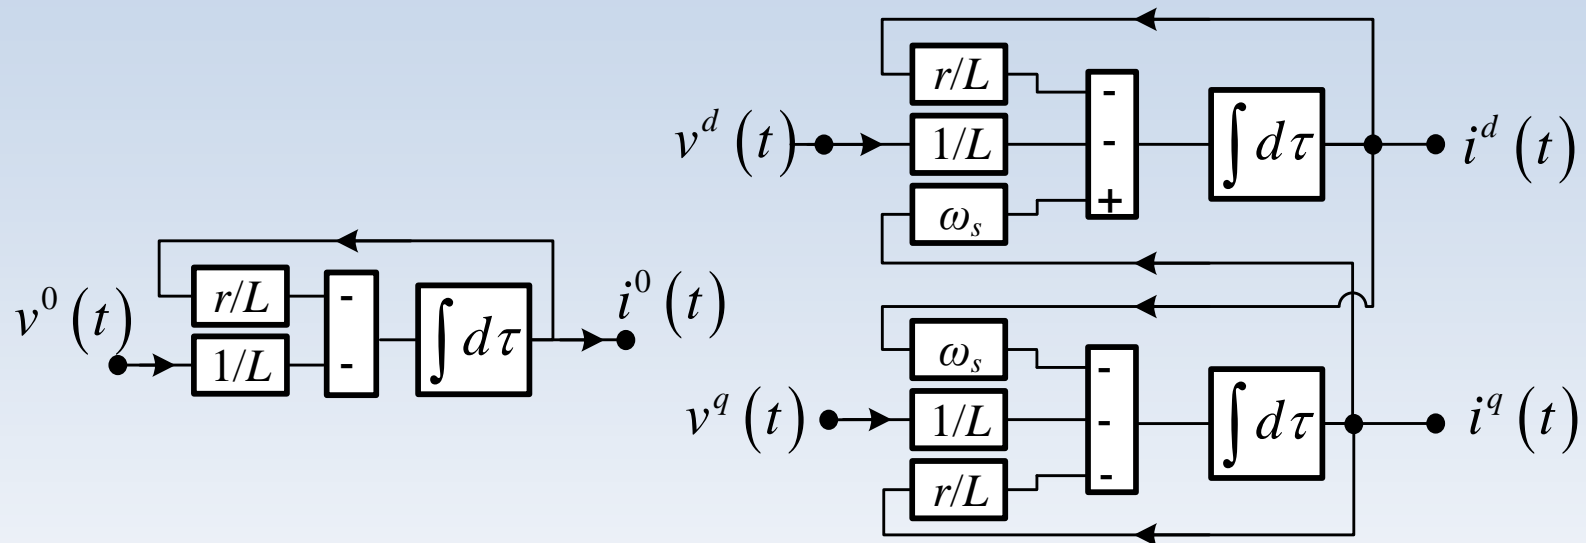 v^0 (t)
r/L
1/L
-
-
∫dτ
i^0 (t)
v^d (t)
r/L
1/L
ω_s
-
-
+
∫dτ
i^d (t)
v^q (t)
ω_s
1/L
r/L
-
-
-
∫dτ
i^q (t)